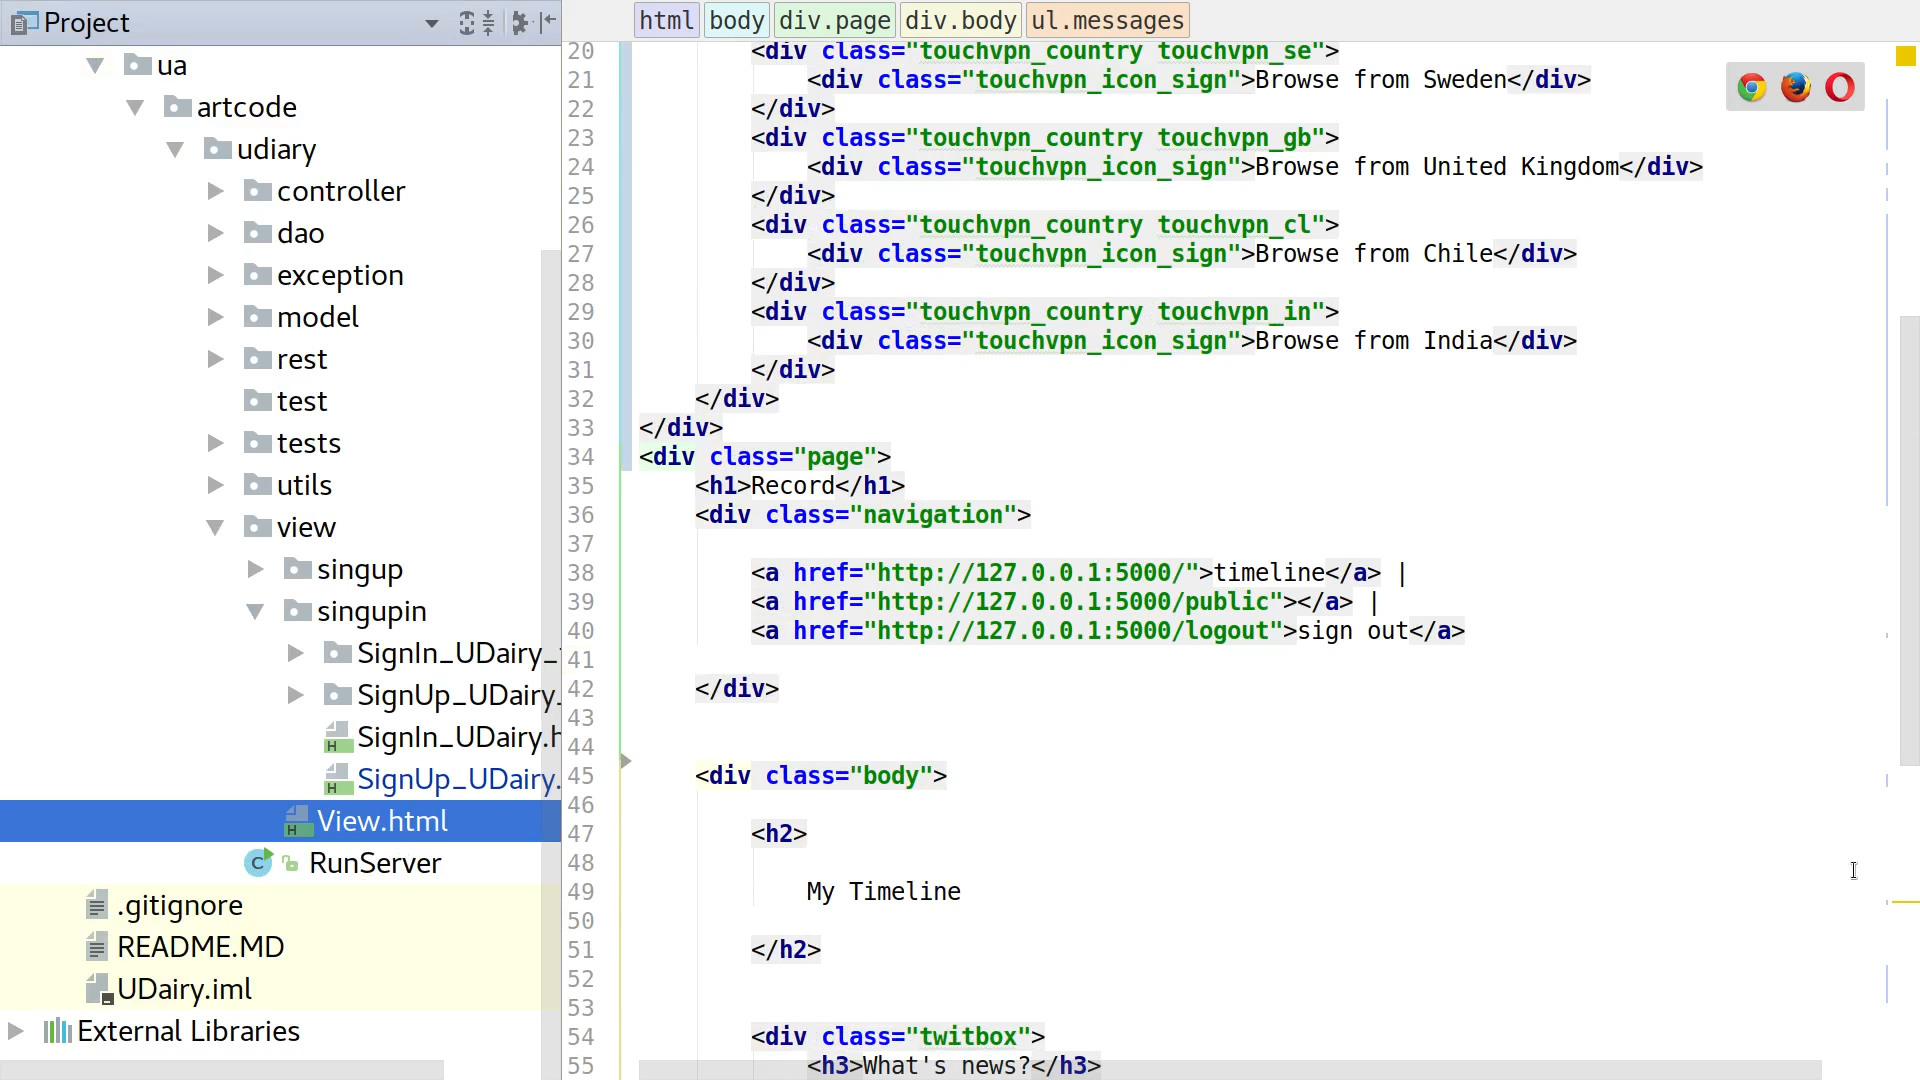 Project
ua
artcode
udiary
controller
dao
exception
model
rest
test
tests
utils
view
singup
singupin
SignIn_UDairy_
SignUp_UDairy
SignIn_UDairy.h
SignUp_UDairy.
View.html
RunServer
.gitignore
README.MD
UDairy.iml
External Libraries
html body div.page div.body ul.messages
20 <div class="touchvpn_country touchvpn_se">
21 <div class="touchvpn_icon_sign">Browse from Sweden</div>
22 </div>
23 <div class="touchvpn_country touchvpn_gb">
24 <div class="touchvpn_icon_sign">Browse from United Kingdom</div>
25 </div>
26 <div class="touchvpn_country touchvpn_cl">
27 <div class="touchvpn_icon_sign">Browse from Chile</div>
28 </div>
29 <div class="touchvpn_country touchvpn_in">
30 <div class="touchvpn_icon_sign">Browse from India</div>
31 </div>
32 </div>
33 </div>
34 <div class="page">
35 <h1>Record</h1>
36 <div class="navigation">
37
38 <a href="http://127.0.0.1:5000/">timeline</a> |
39 <a href="http://127.0.0.1:5000/public"></a> |
40 <a href="http://127.0.0.1:5000/logout">sign out</a>
41
42 </div>
43
44
45 <div class="body">
46
47 <h2>
48
49 My Timeline
50
51 </h2>
52
53
54 <div class="twitbox">
55 <h3>What's news?</h3>